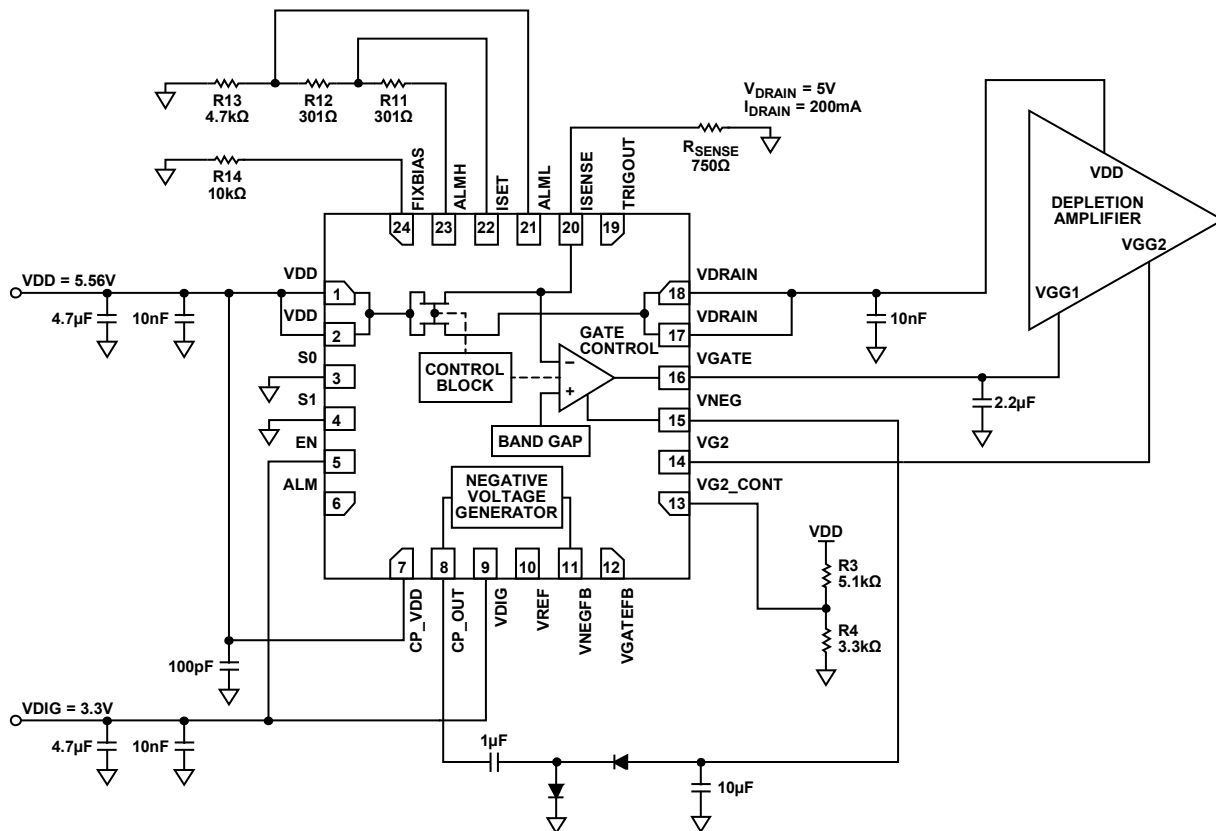 R13
4.7kΩ
R12
301Ω
R11
301Ω
R14
10kΩ
V_DRAIN = 5V
I_DRAIN = 200mA
R_SENSE
750Ω
FIXBIAS
ALMH
ISET
ALML
ISENSE
TRIGOUT
24
23
22
21
20
19
VDD = 5.56V
4.7µF
10nF
VDD
1
VDD
2
S0
3
S1
4
EN
5
ALM
6
CONTROL
BLOCK
GATE
CONTROL
−
+
BAND GAP
NEGATIVE
VOLTAGE
GENERATOR
VDRAIN
18
VDRAIN
17
VGATE
16
VNEG
15
VG2
14
VG2_CONT
13
10nF
2.2µF
VDD
DEPLETION
AMPLIFIER
VGG2
VGG1
VDD
R3
5.1kΩ
R4
3.3kΩ
7
8
9
10
11
12
CP_VDD
CP_OUT
VDIG
VREF
VNEGFB
VGATEFB
100pF
VDIG = 3.3V
4.7µF
10nF
1µF
10µF